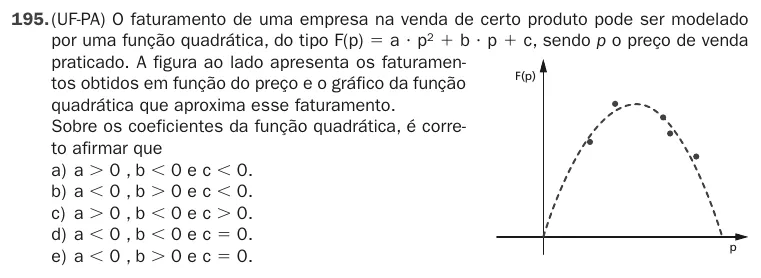 195. (UF-PA) O faturamento de uma empresa na venda de certo produto pode ser modelado
por uma função quadrática, do tipo F(p) = a · p² + b · p + c, sendo p o preço de venda
praticado. A figura ao lado apresenta os faturamen-
tos obtidos em função do preço e o gráfico da função
quadrática que aproxima esse faturamento.
Sobre os coeficientes da função quadrática, é corre-
to afirmar que
a) a > 0 , b < 0 e c < 0.
b) a < 0 , b > 0 e c < 0.
c) a > 0 , b < 0 e c > 0.
d) a < 0 , b < 0 e c = 0.
e) a < 0 , b > 0 e c = 0.
F(p)
p